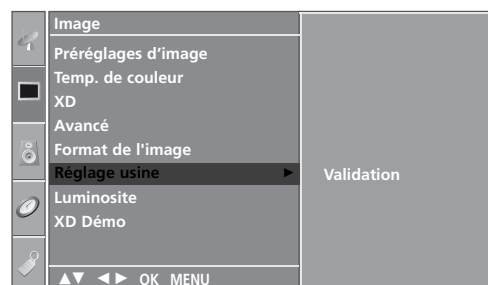 Image
Préréglages d’image
Temp. de couleur
XD
Avancé
Format de l'image
Réglage usine ►
Validation
Luminosite
XD Démo
▲▼ ◄► OK MENU